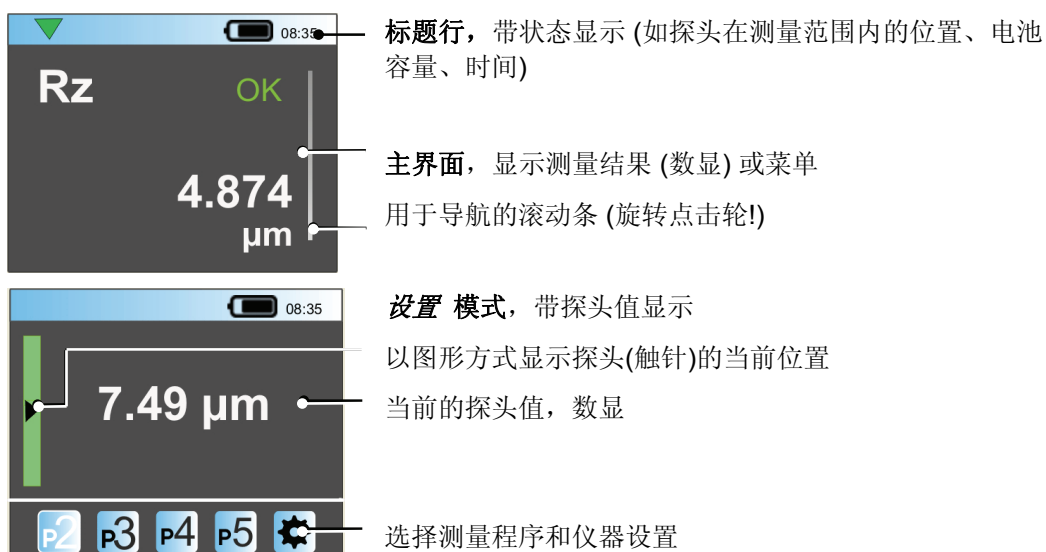 08:35
标题行，带状态显示 (如探头在测量范围内的位置、电池
容量、时间)
Rz OK
主界面，显示测量结果 (数显) 或菜单
4.874
用于导航的滚动条 (旋转点击轮!)
µm
08:35
设置 模式，带探头值显示
以图形方式显示探头(触针)的当前位置
7.49 µm
当前的探头值，数显
P2 P3 P4 P5
选择测量程序和仪器设置